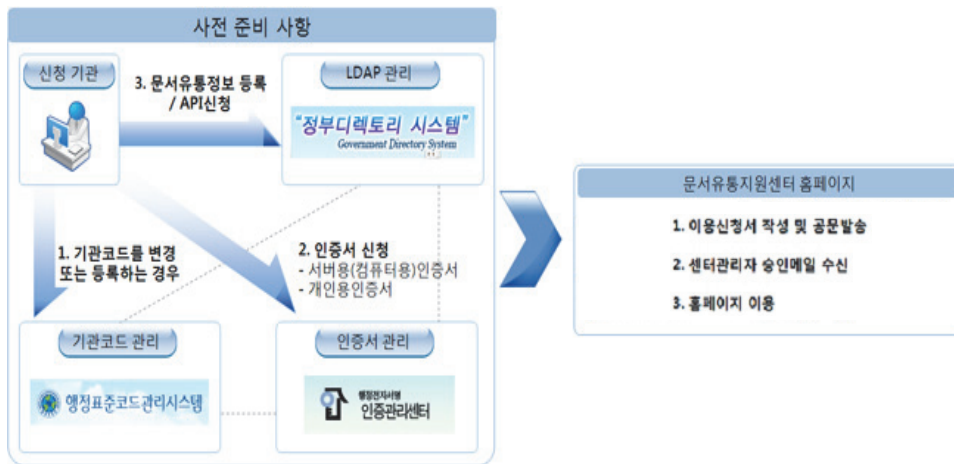 사전 준비 사항
신청 기관
3. 문서유통정보 등록
/ API신청
LDAP 관리
"정부디렉토리 시스템"
Government Directory System
1. 기관코드를 변경
또는 등록하는 경우
2. 인증서 신청
- 서버용(컴퓨터용)인증서
- 개인용인증서
기관코드 관리
행정표준코드관리시스템
인증서 관리
행정전자서명
인증관리센터
문서유통지원센터 홈페이지
1. 이용신청서 작성 및 공문발송
2. 센터관리자 승인메일 수신
3. 홈페이지 이용